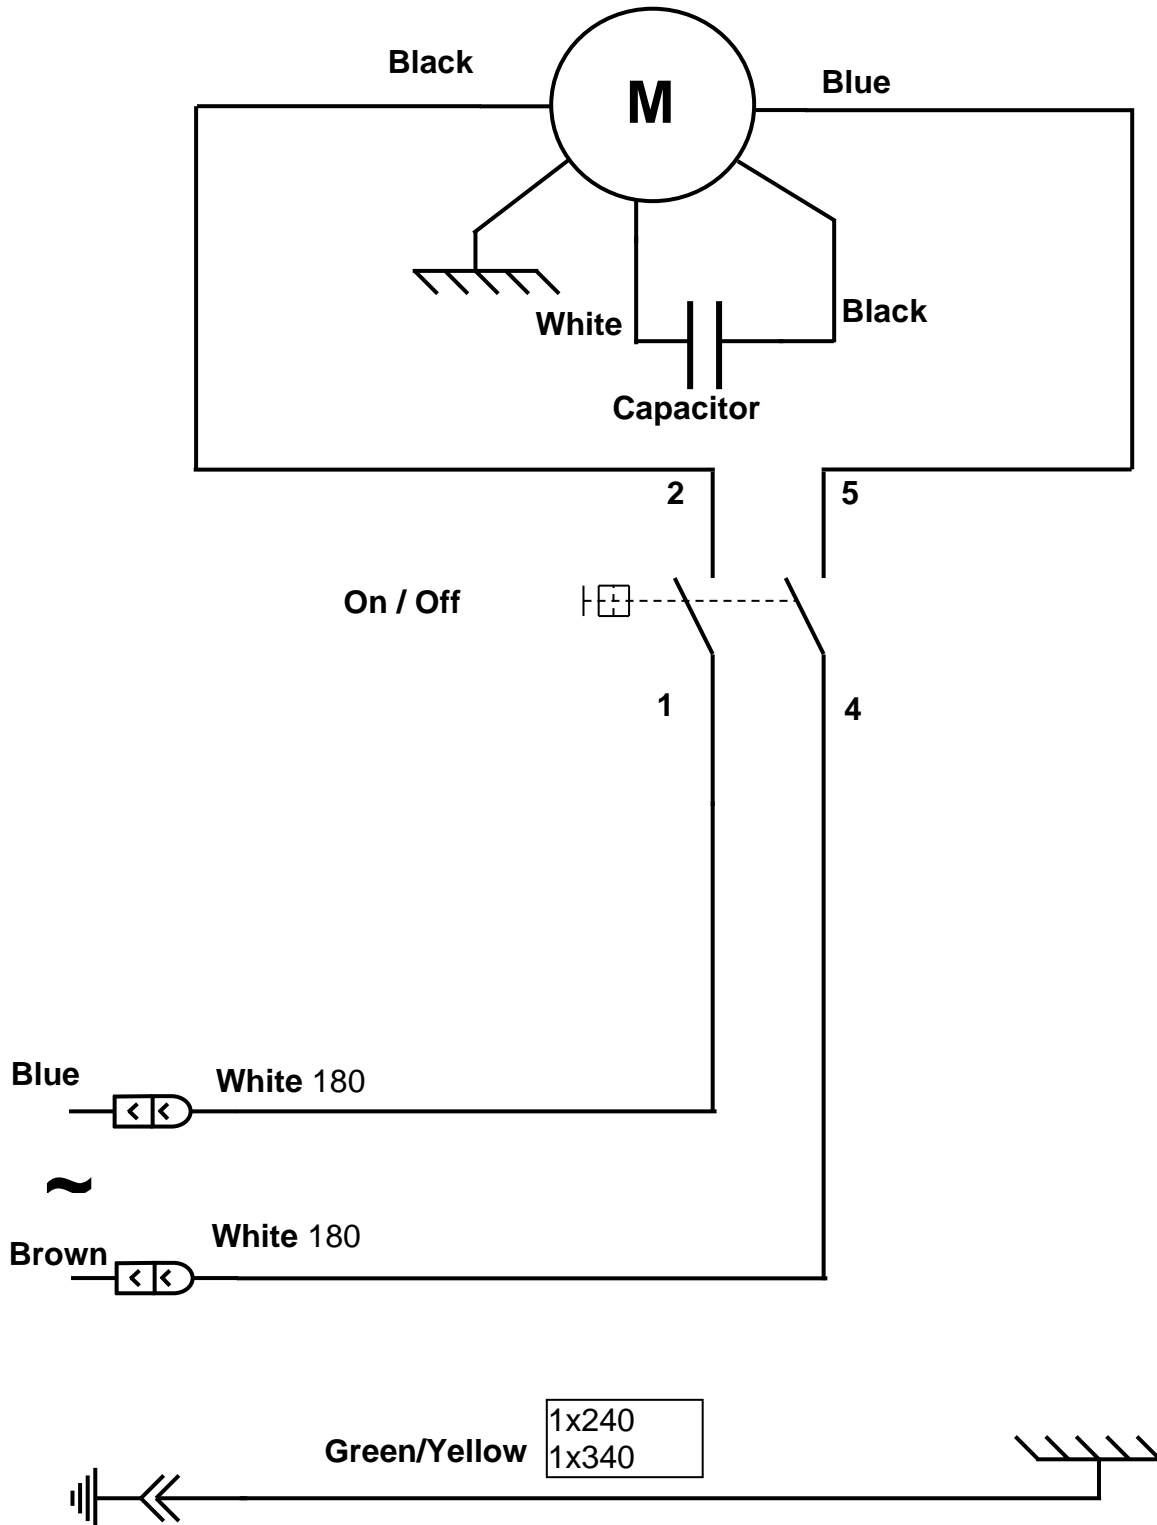 Black
M
Blue
White
Black
Capacitor
2
5
On / Off
1
4
Blue
White 180
~
Brown
White 180
1x240
Green/Yellow
1x340